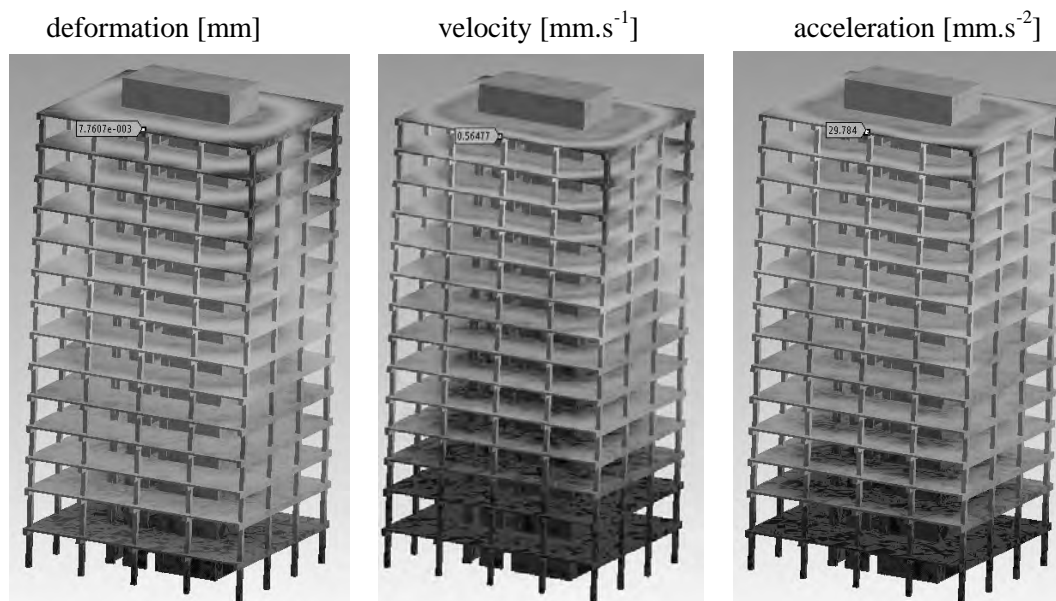 deformation [mm]
velocity [mm.s-1]
acceleration [mm.s-2]
7.7607e-003
0.56477
29.784